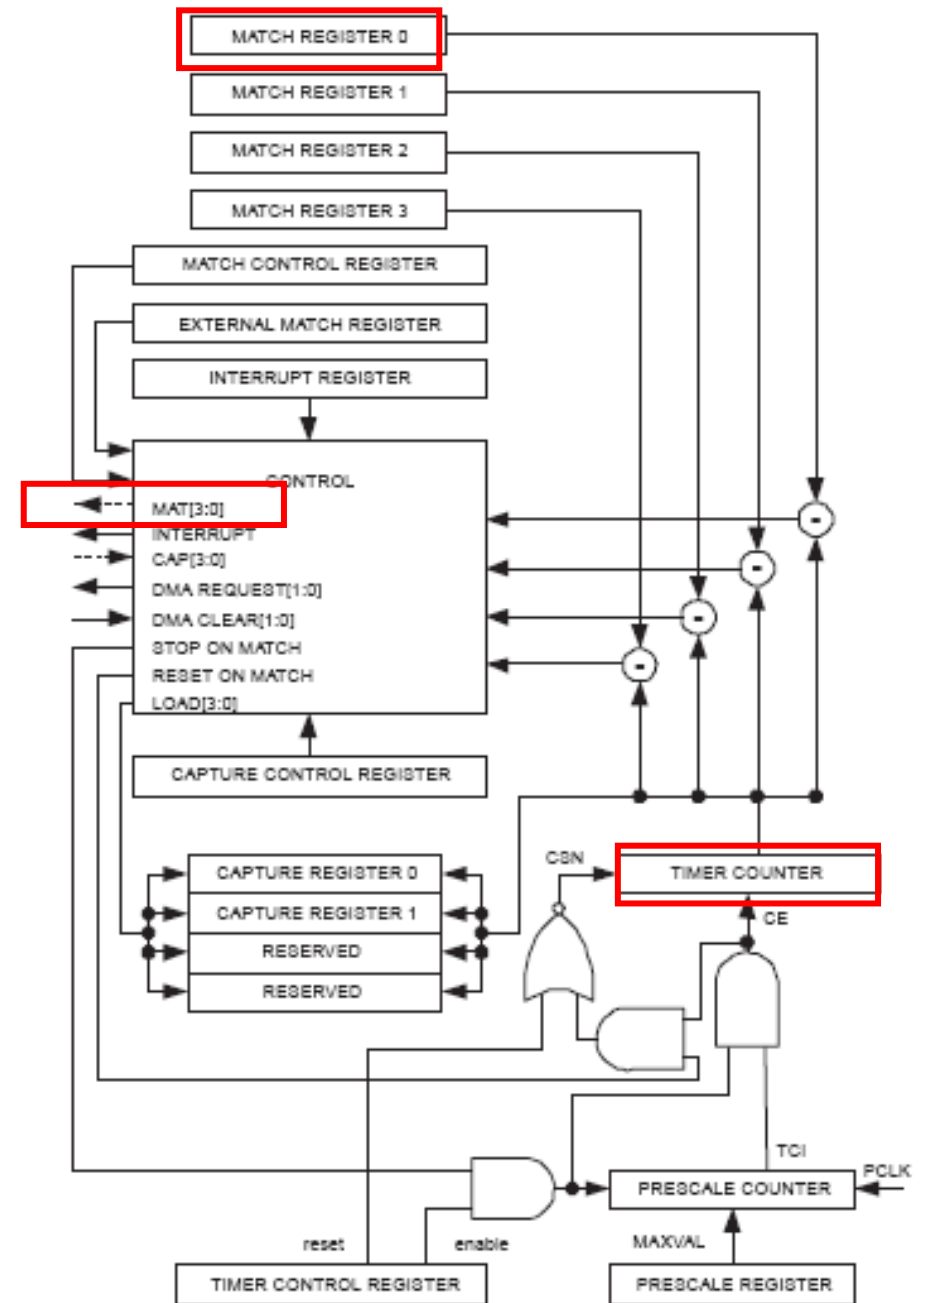 MATCH REGISTER 0
MATCH REGISTER 1
MATCH REGISTER 2
MATCH REGISTER 3
MATCH CONTROL REGISTER
EXTERNAL MATCH REGISTER
INTERRUPT REGISTER
CONTROL
MAT[3:0]
INTERRUPT
CAP[3:0]
DMA REQUEST[1:0]
DMA CLEAR[1:0]
STOP ON MATCH
RESET ON MATCH
LOAD[3:0]
-
-
-
-
CAPTURE CONTROL REGISTER
CAPTURE REGISTER 0
CAPTURE REGISTER 1
RESERVED
RESERVED
CSN
TIMER COUNTER
CE
TCI
PCLK
PRESCALE COUNTER
reset
enable
MAXVAL
TIMER CONTROL REGISTER
PRESCALE REGISTER